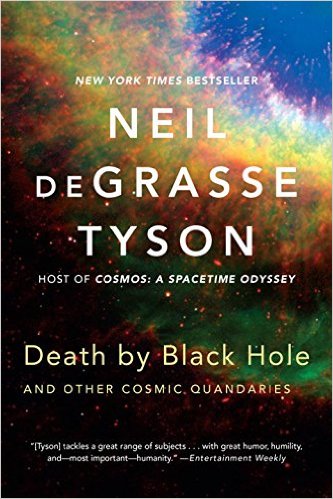 NEW YORK TIMES BESTSELLER
NEIL
DEGRASSE
TYSON
HOST OF COSMOS: A SPACETIME ODYSSEY
Death by Black Hole
AND OTHER COSMIC QUANDARIES
"[Tyson] tackles a great range of subjects . . . with great humor, humility,
and—most important—humanity." —Entertainment Weekly